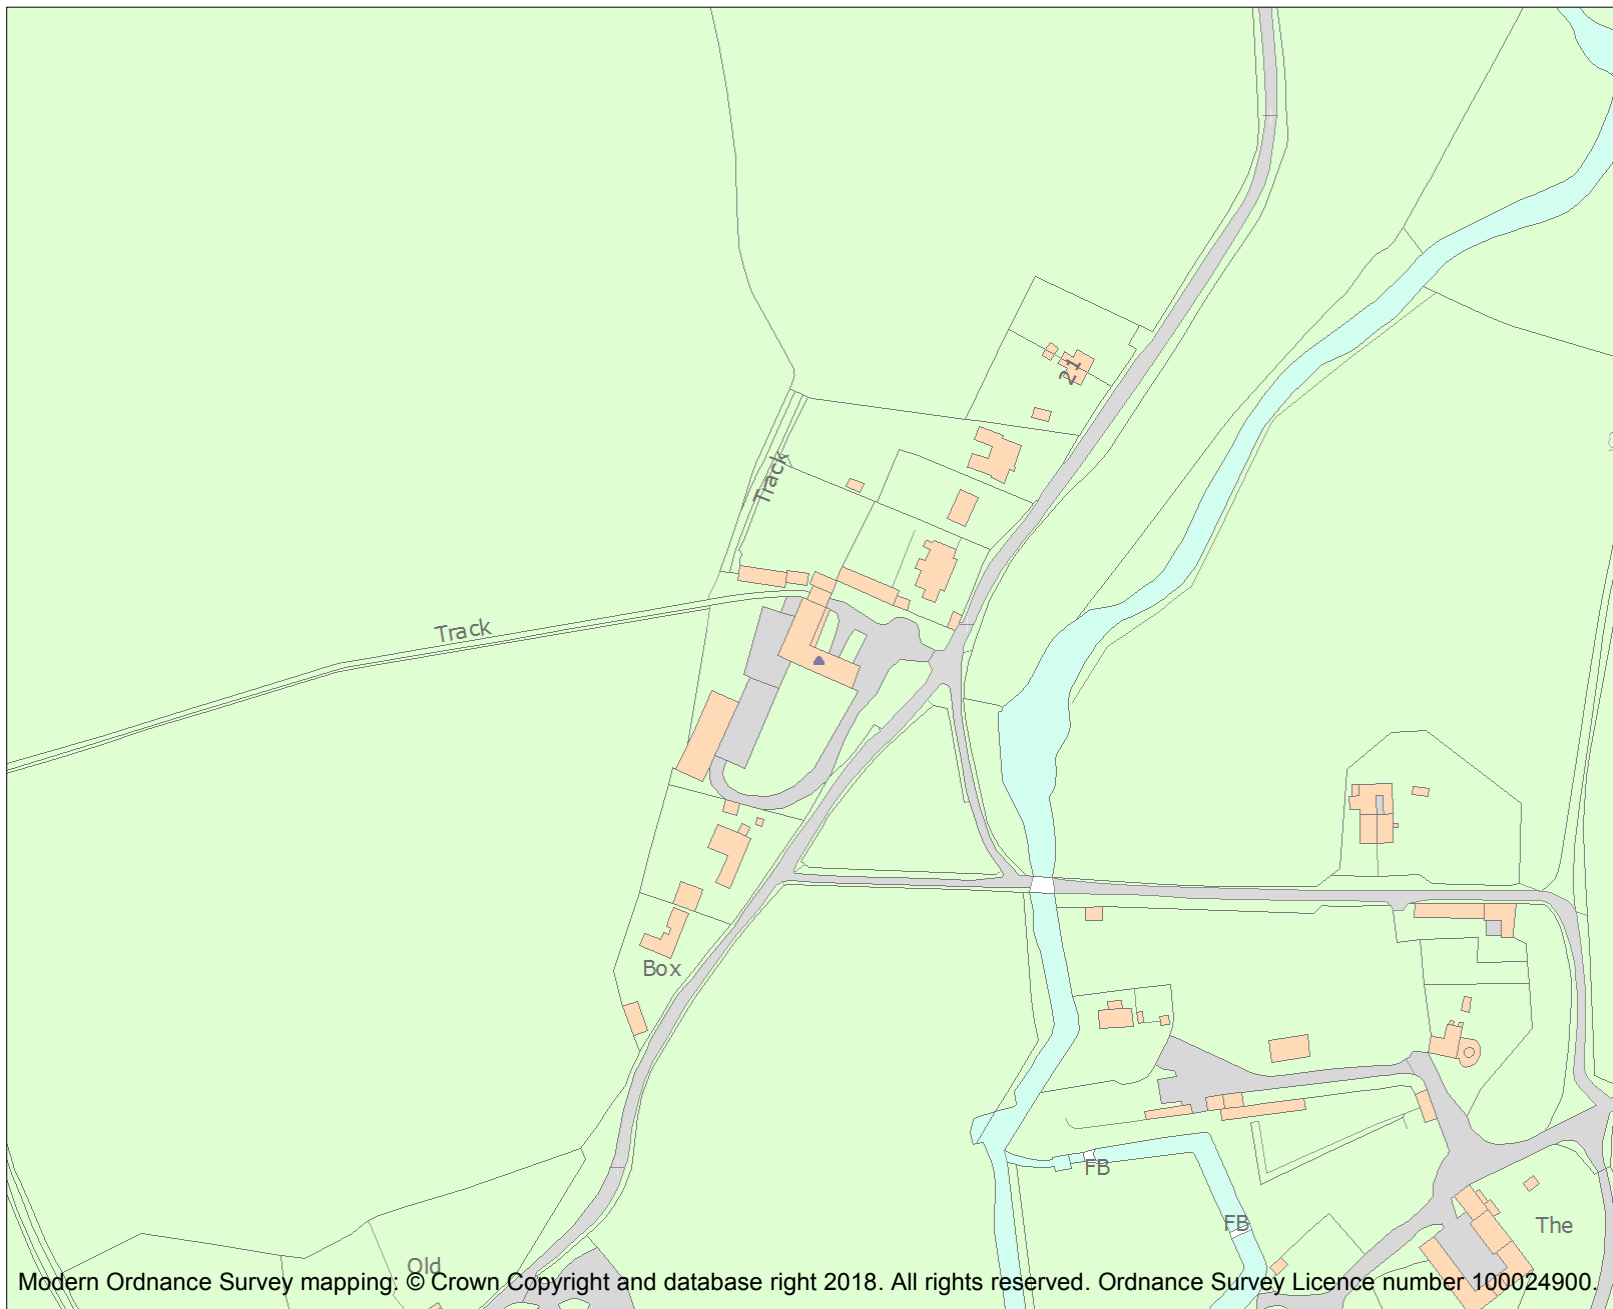 21
Track
Track
Box
FB
FB
The
Old
Modern Ordnance Survey mapping: © Crown Copyright and database right 2018. All rights reserved. Ordnance Survey Licence number 100024900.